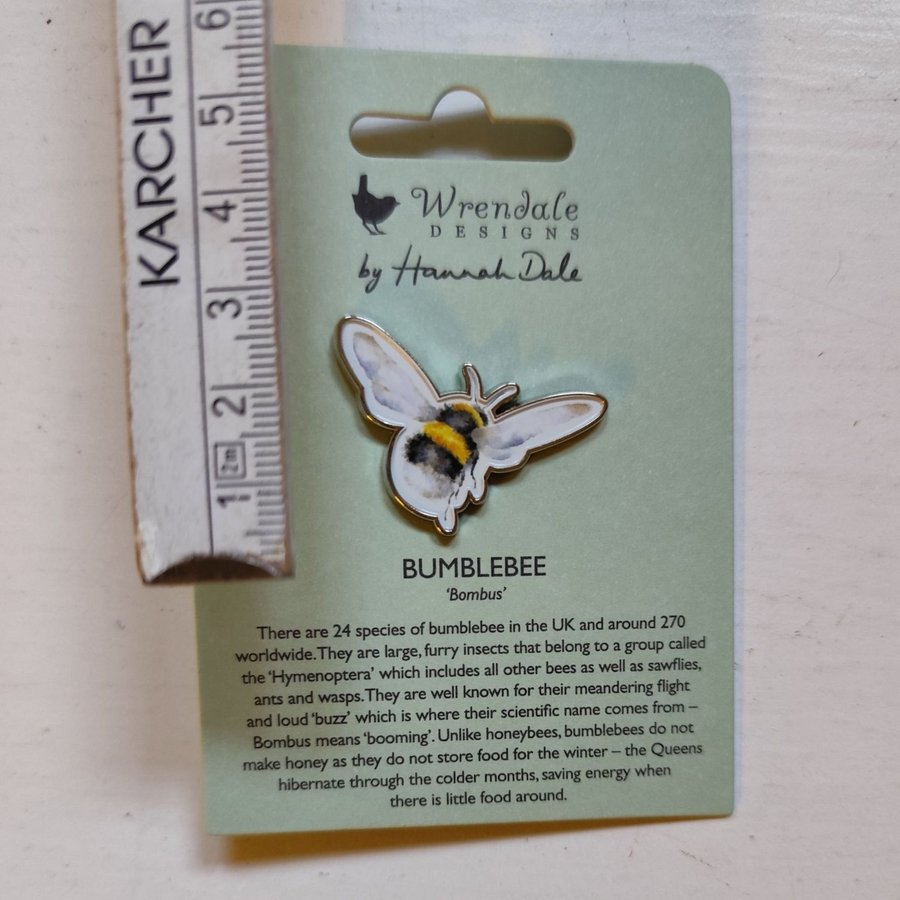 KARCHER
6
5
4
3
2
2m
1
Wrendale
DESIGNS
by Hannah Dale
BUMBLEBEE
'Bombus'
There are 24 species of bumblebee in the UK and around 270
worldwide. They are large, furry insects that belong to a group called
the 'Hymenoptera' which includes all other bees as well as sawflies,
ants and wasps. They are well known for their meandering flight
and loud 'buzz' which is where their scientific name comes from –
Bombus means 'booming'. Unlike honeybees, bumblebees do not
make honey as they do not store food for the winter – the Queens
hibernate through the colder months, saving energy when
there is little food around.